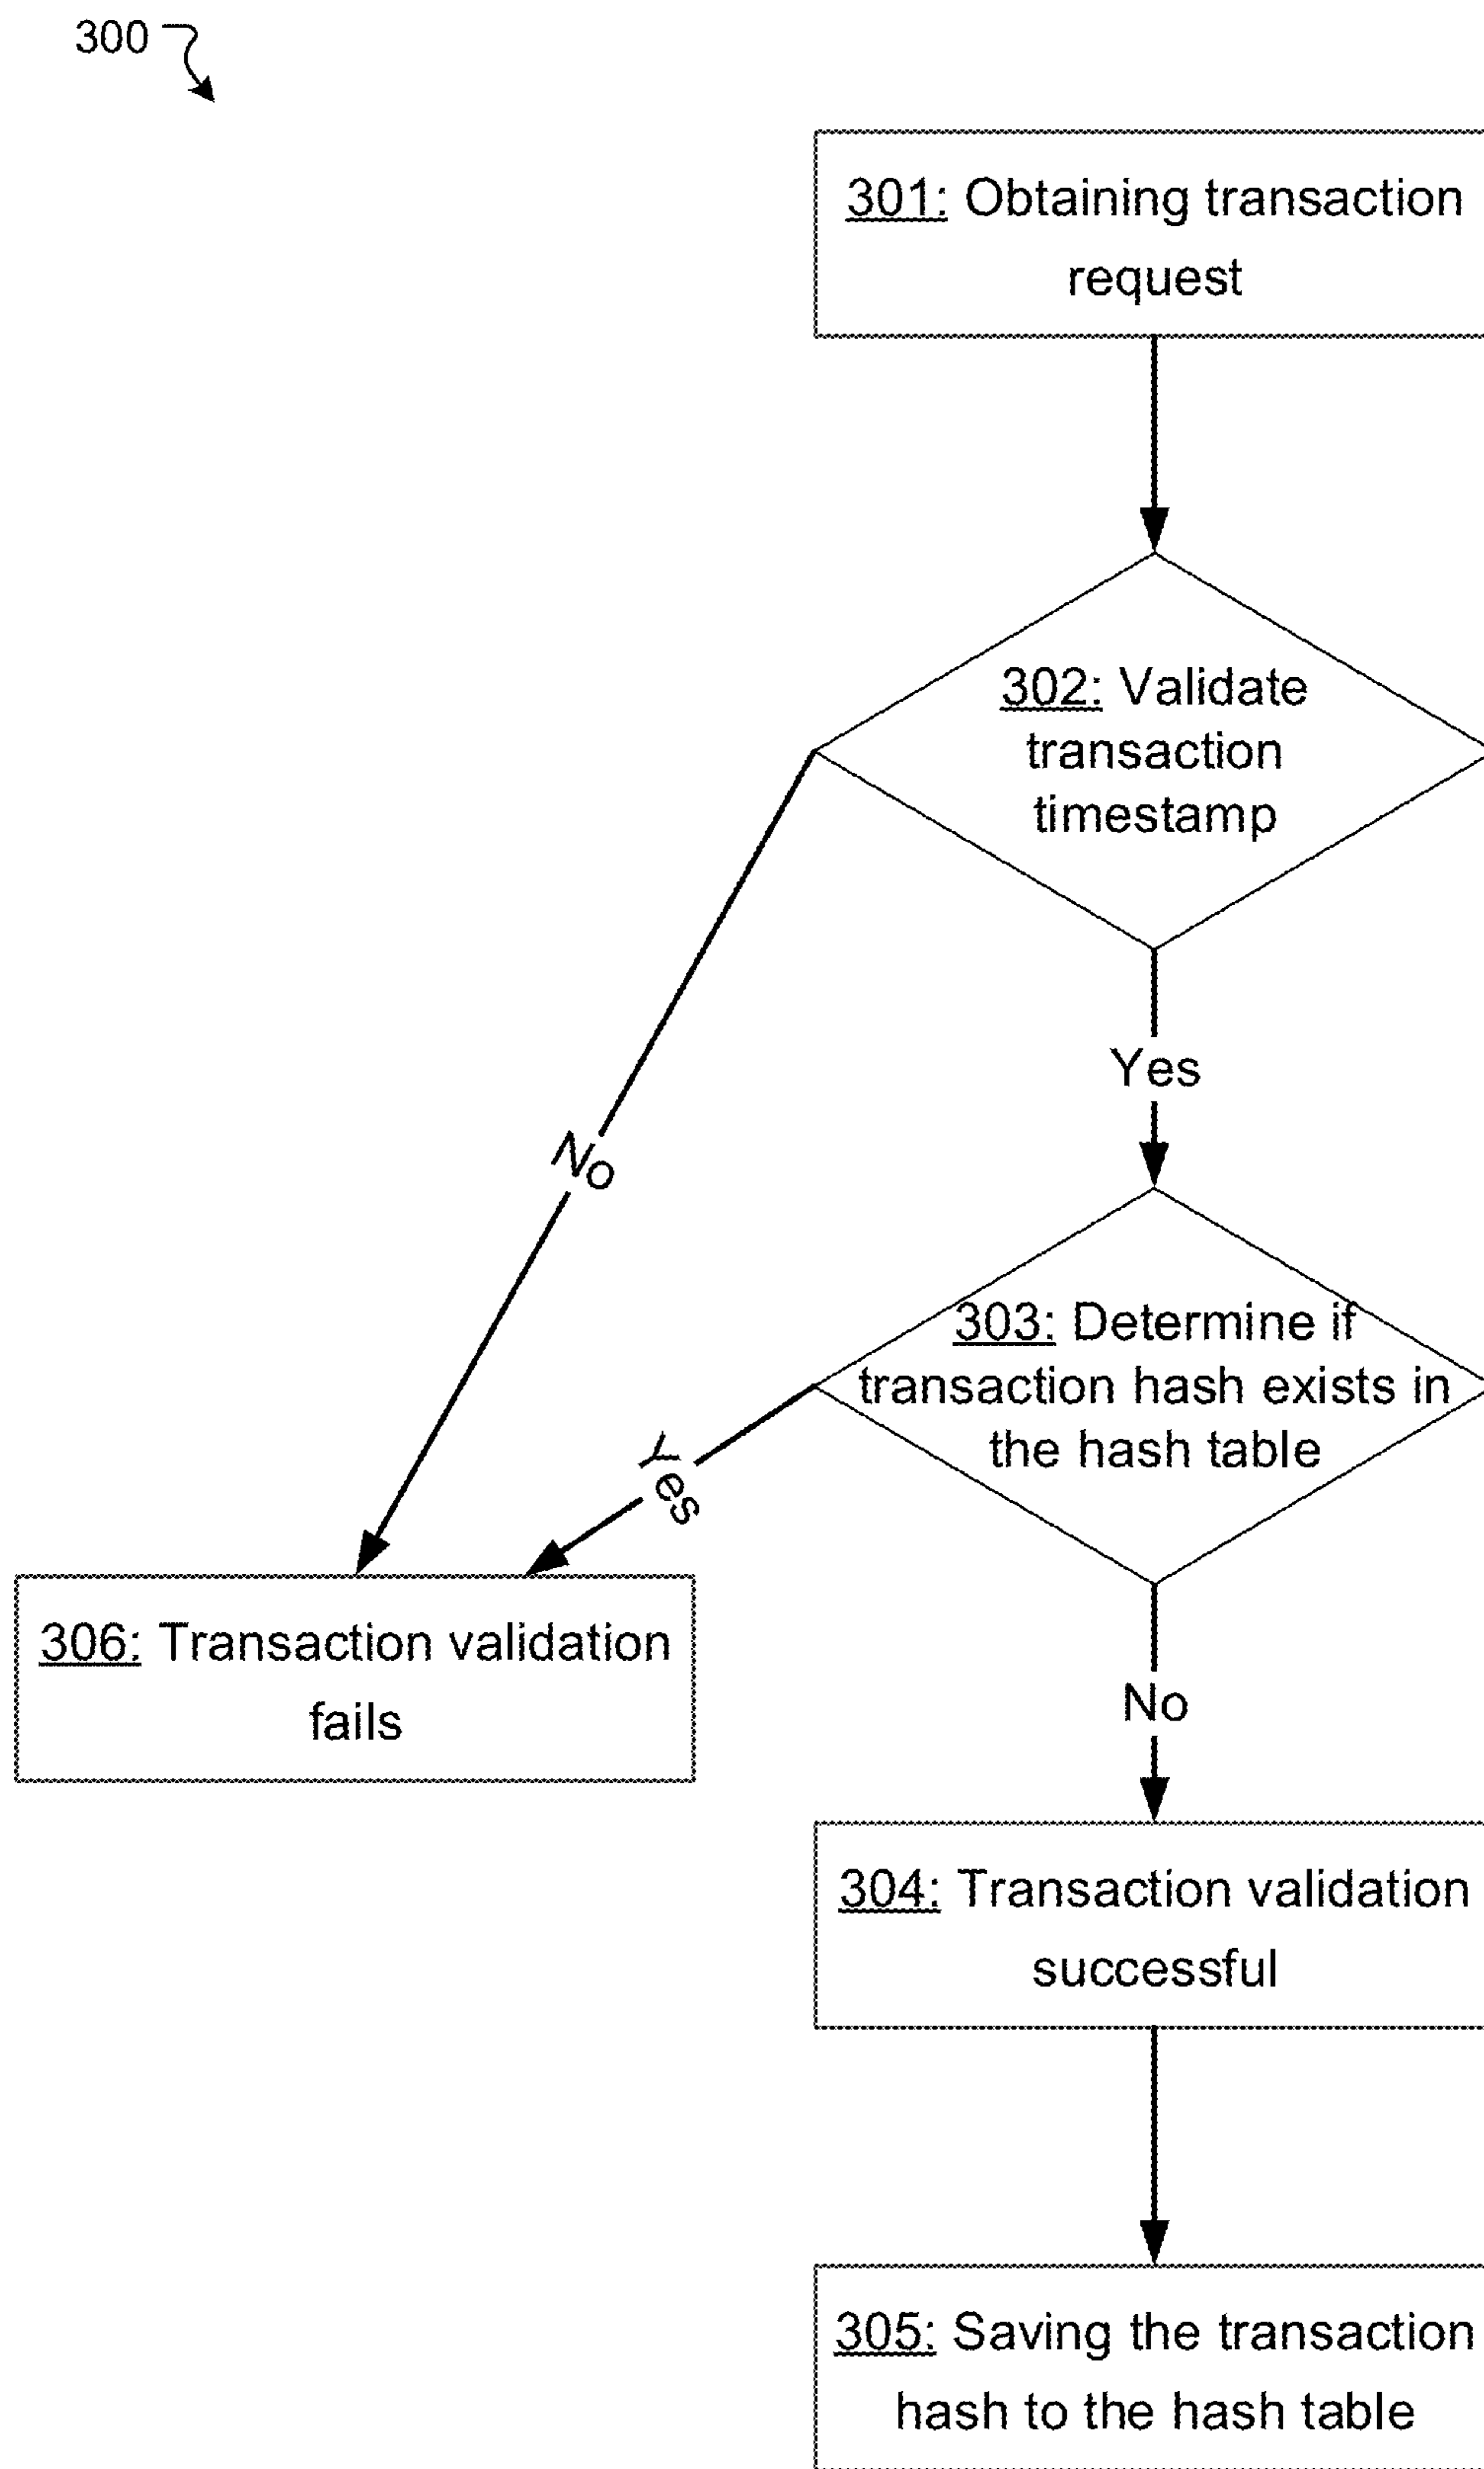 300
301: Obtaining transaction
request
302: Validate
transaction
timestamp
No
Yes
303: Determine if
transaction hash exists in
the hash table
Yes
306: Transaction validation
fails
No
304: Transaction validation
successful
305: Saving the transaction
hash to the hash table